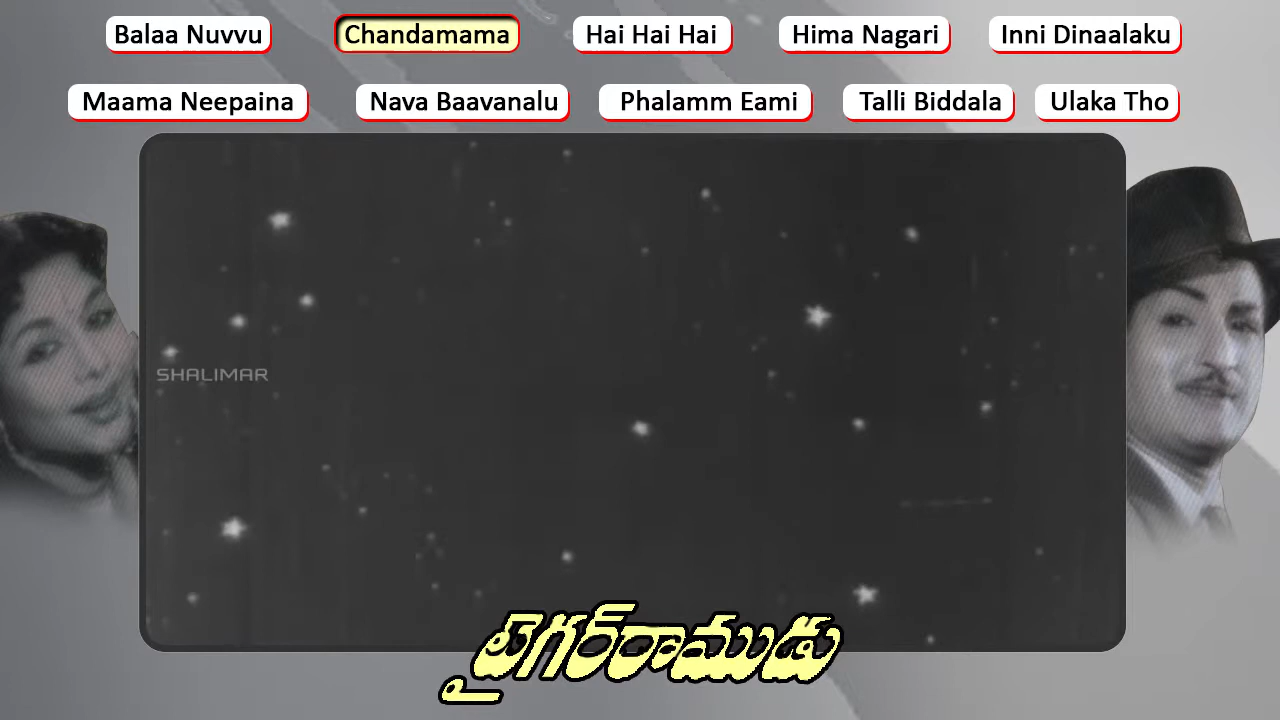 Balaa Nuvvu Chandamama Hai Hai Hai Hima Nagari Inni Dinaalaku
Maama Neepaina Nava Baavanalu Phalamm Eami Talli Biddala Ulaka Tho
SHALIMAR
టైగర్ రాముడు